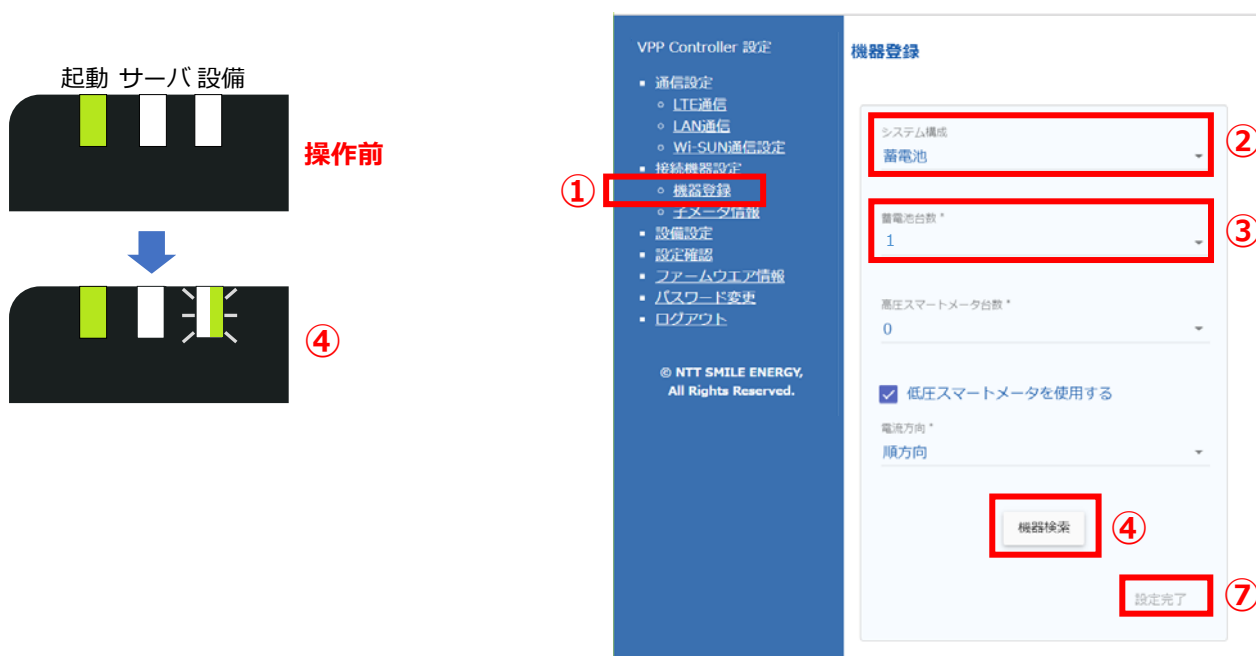 起動 サーバ 設備
操作前
④
VPP Controller 設定
▪ 通信設定
◦ LTE通信
◦ LAN通信
◦ Wi-SUN通信設定
▪ 接続機器設定
①
◦ 機器登録
◦ 子メータ情報
▪ 設備設定
▪ 設定確認
▪ ファームウエア情報
▪ パスワード変更
▪ ログアウト
© NTT SMILE ENERGY,
All Rights Reserved.
機器登録
システム構成
蓄電池
②
蓄電池台数 *
1
③
高圧スマートメータ台数 *
0
低圧スマートメータを使用する
電流方向 *
順方向
機器検索
④
設定完了
⑦